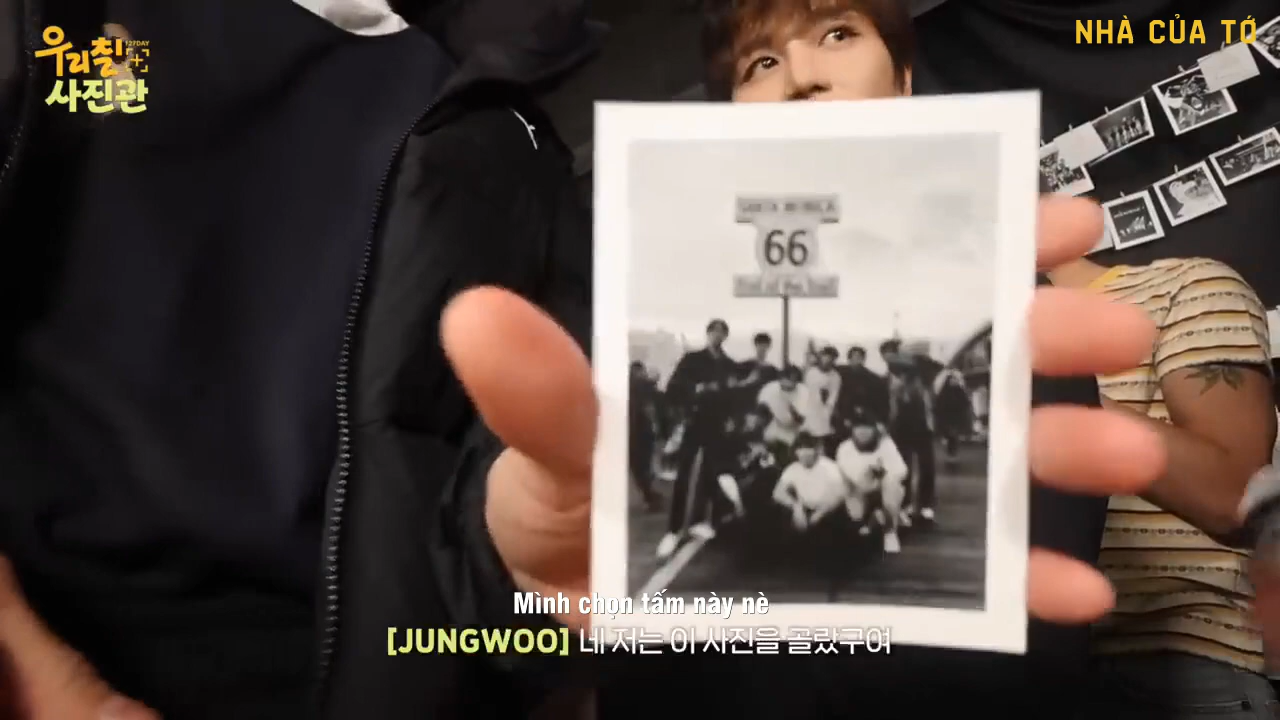 우리칠
127DAY
사진관
NHÀ CỦA TỚ
SANTA MONICA
66
End of the Trail
Mình chọn tấm này nè
[JUNGWOO] 네 저는 이 사진을 골랐구여